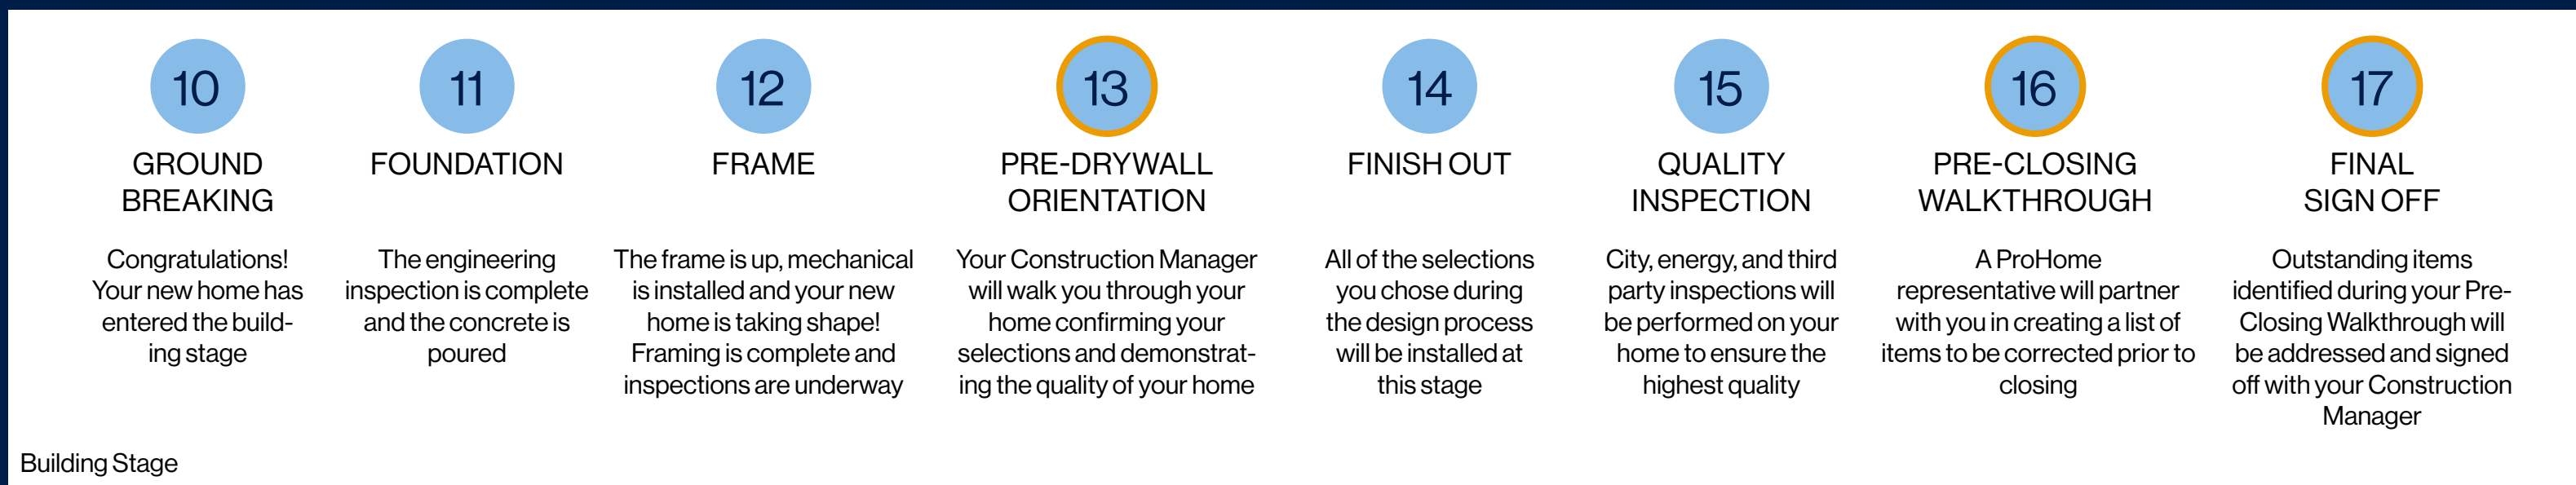 10
GROUND
BREAKING
Congratulations!
Your new home has
entered the build-
ing stage
11
FOUNDATION
The engineering
inspection is complete
and the concrete is
poured
12
FRAME
The frame is up, mechanical
is installed and your new
home is taking shape!
Framing is complete and
inspections are underway
13
PRE-DRYWALL
ORIENTATION
Your Construction Manager
will walk you through your
home confirming your
selections and demonstrat-
ing the quality of your home
14
FINISH OUT
All of the selections
you chose during
the design process
will be installed at
this stage
15
QUALITY
INSPECTION
City, energy, and third
party inspections will
be performed on your
home to ensure the
highest quality
16
PRE-CLOSING
WALKTHROUGH
A ProHome
representative will partner
with you in creating a list of
items to be corrected prior to
closing
17
FINAL
SIGN OFF
Outstanding items
identified during your Pre-
Closing Walkthrough will
be addressed and signed
off with your Construction
Manager
Building Stage